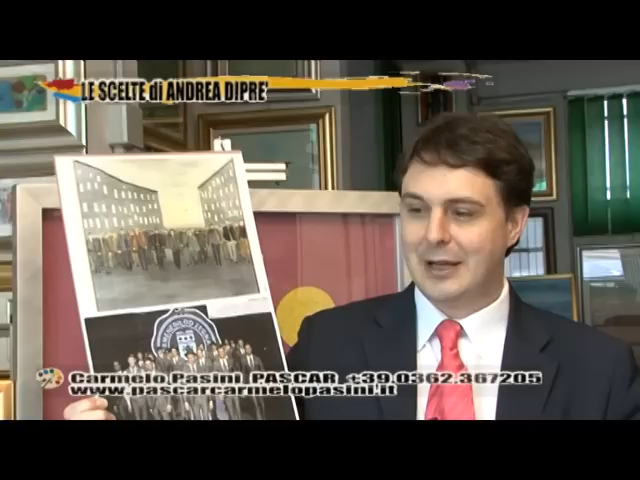 LE SCELTE di ANDREA DIPRE'
Carmelo Pasini PASCAR +39.0362.367205
www.pascarcarmelopasini.it